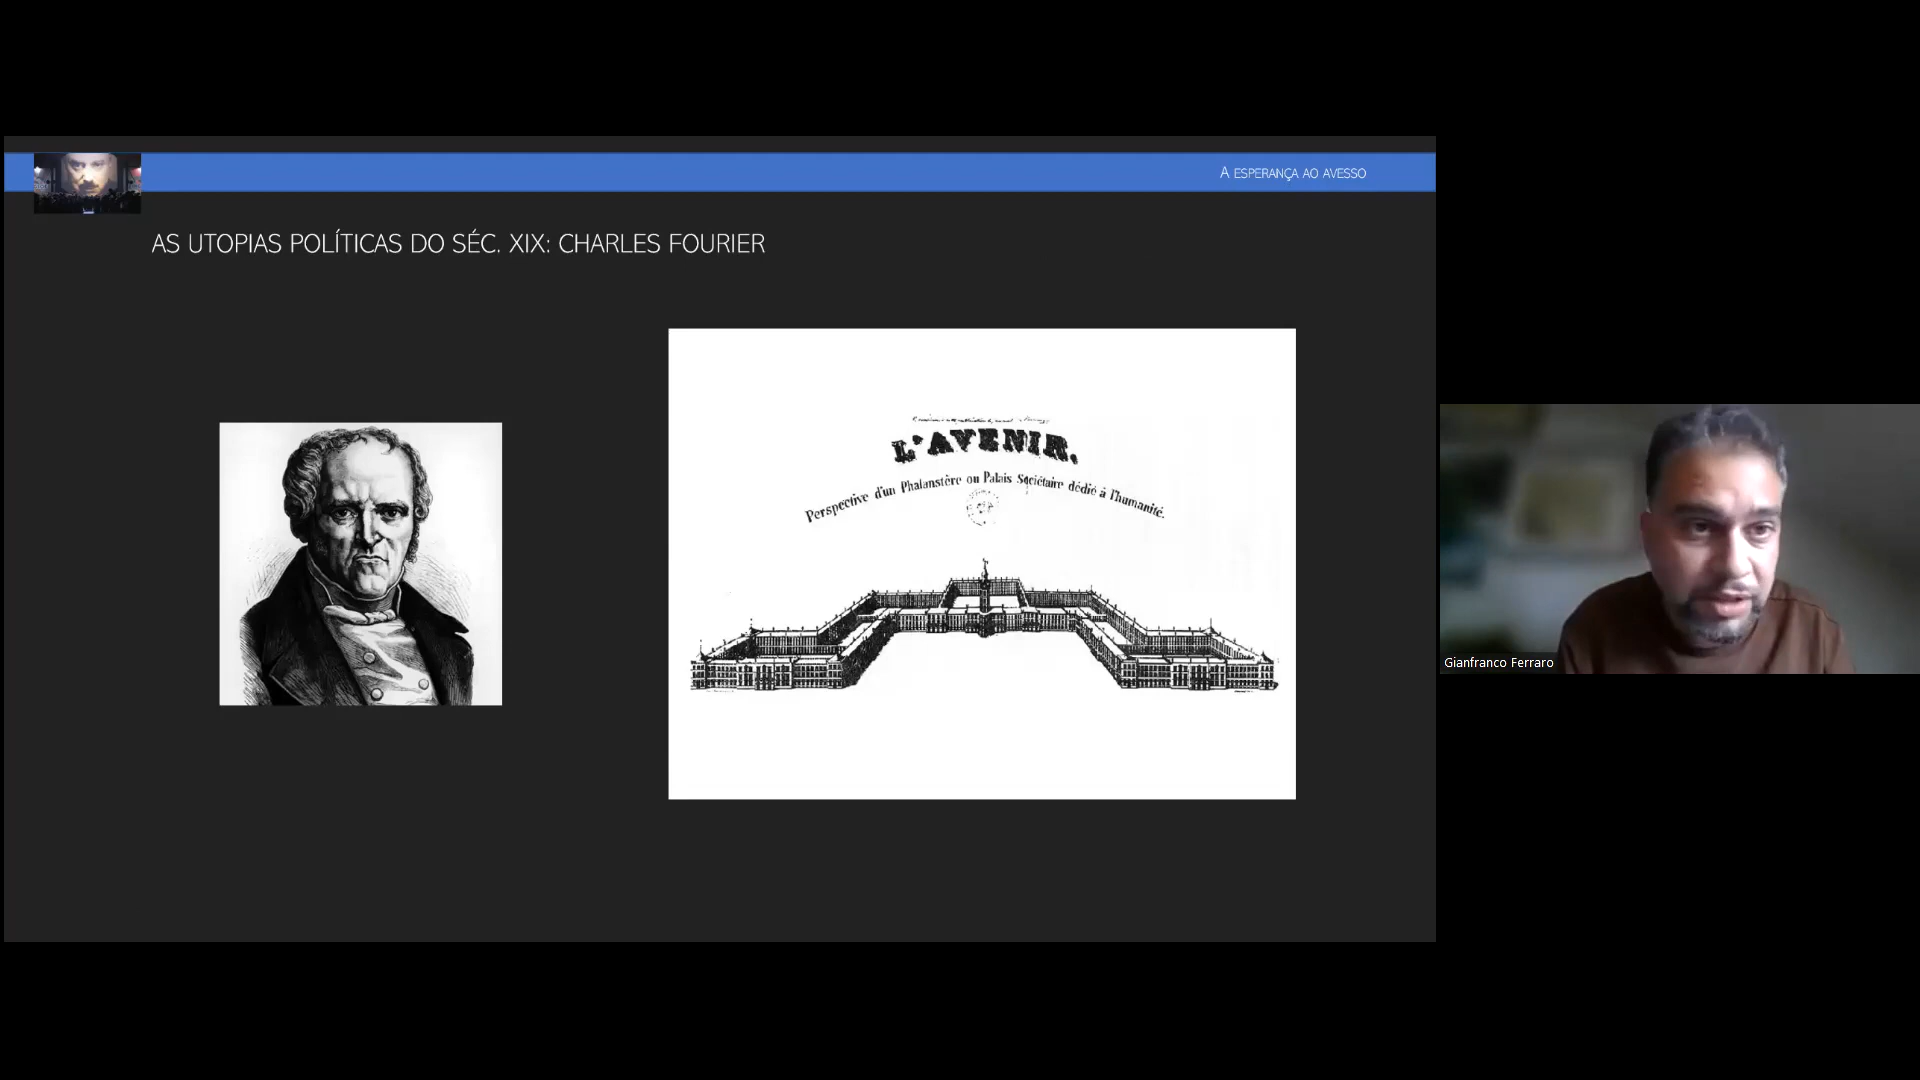 A ESPERANÇA AO AVESSO
AS UTOPIAS POLÍTICAS DO SÉC. XIX: CHARLES FOURIER
L'AVENIR.
Perspective d'un Phalanstère ou Palais Sociétaire dédié à l'humanité.
Gianfranco Ferraro